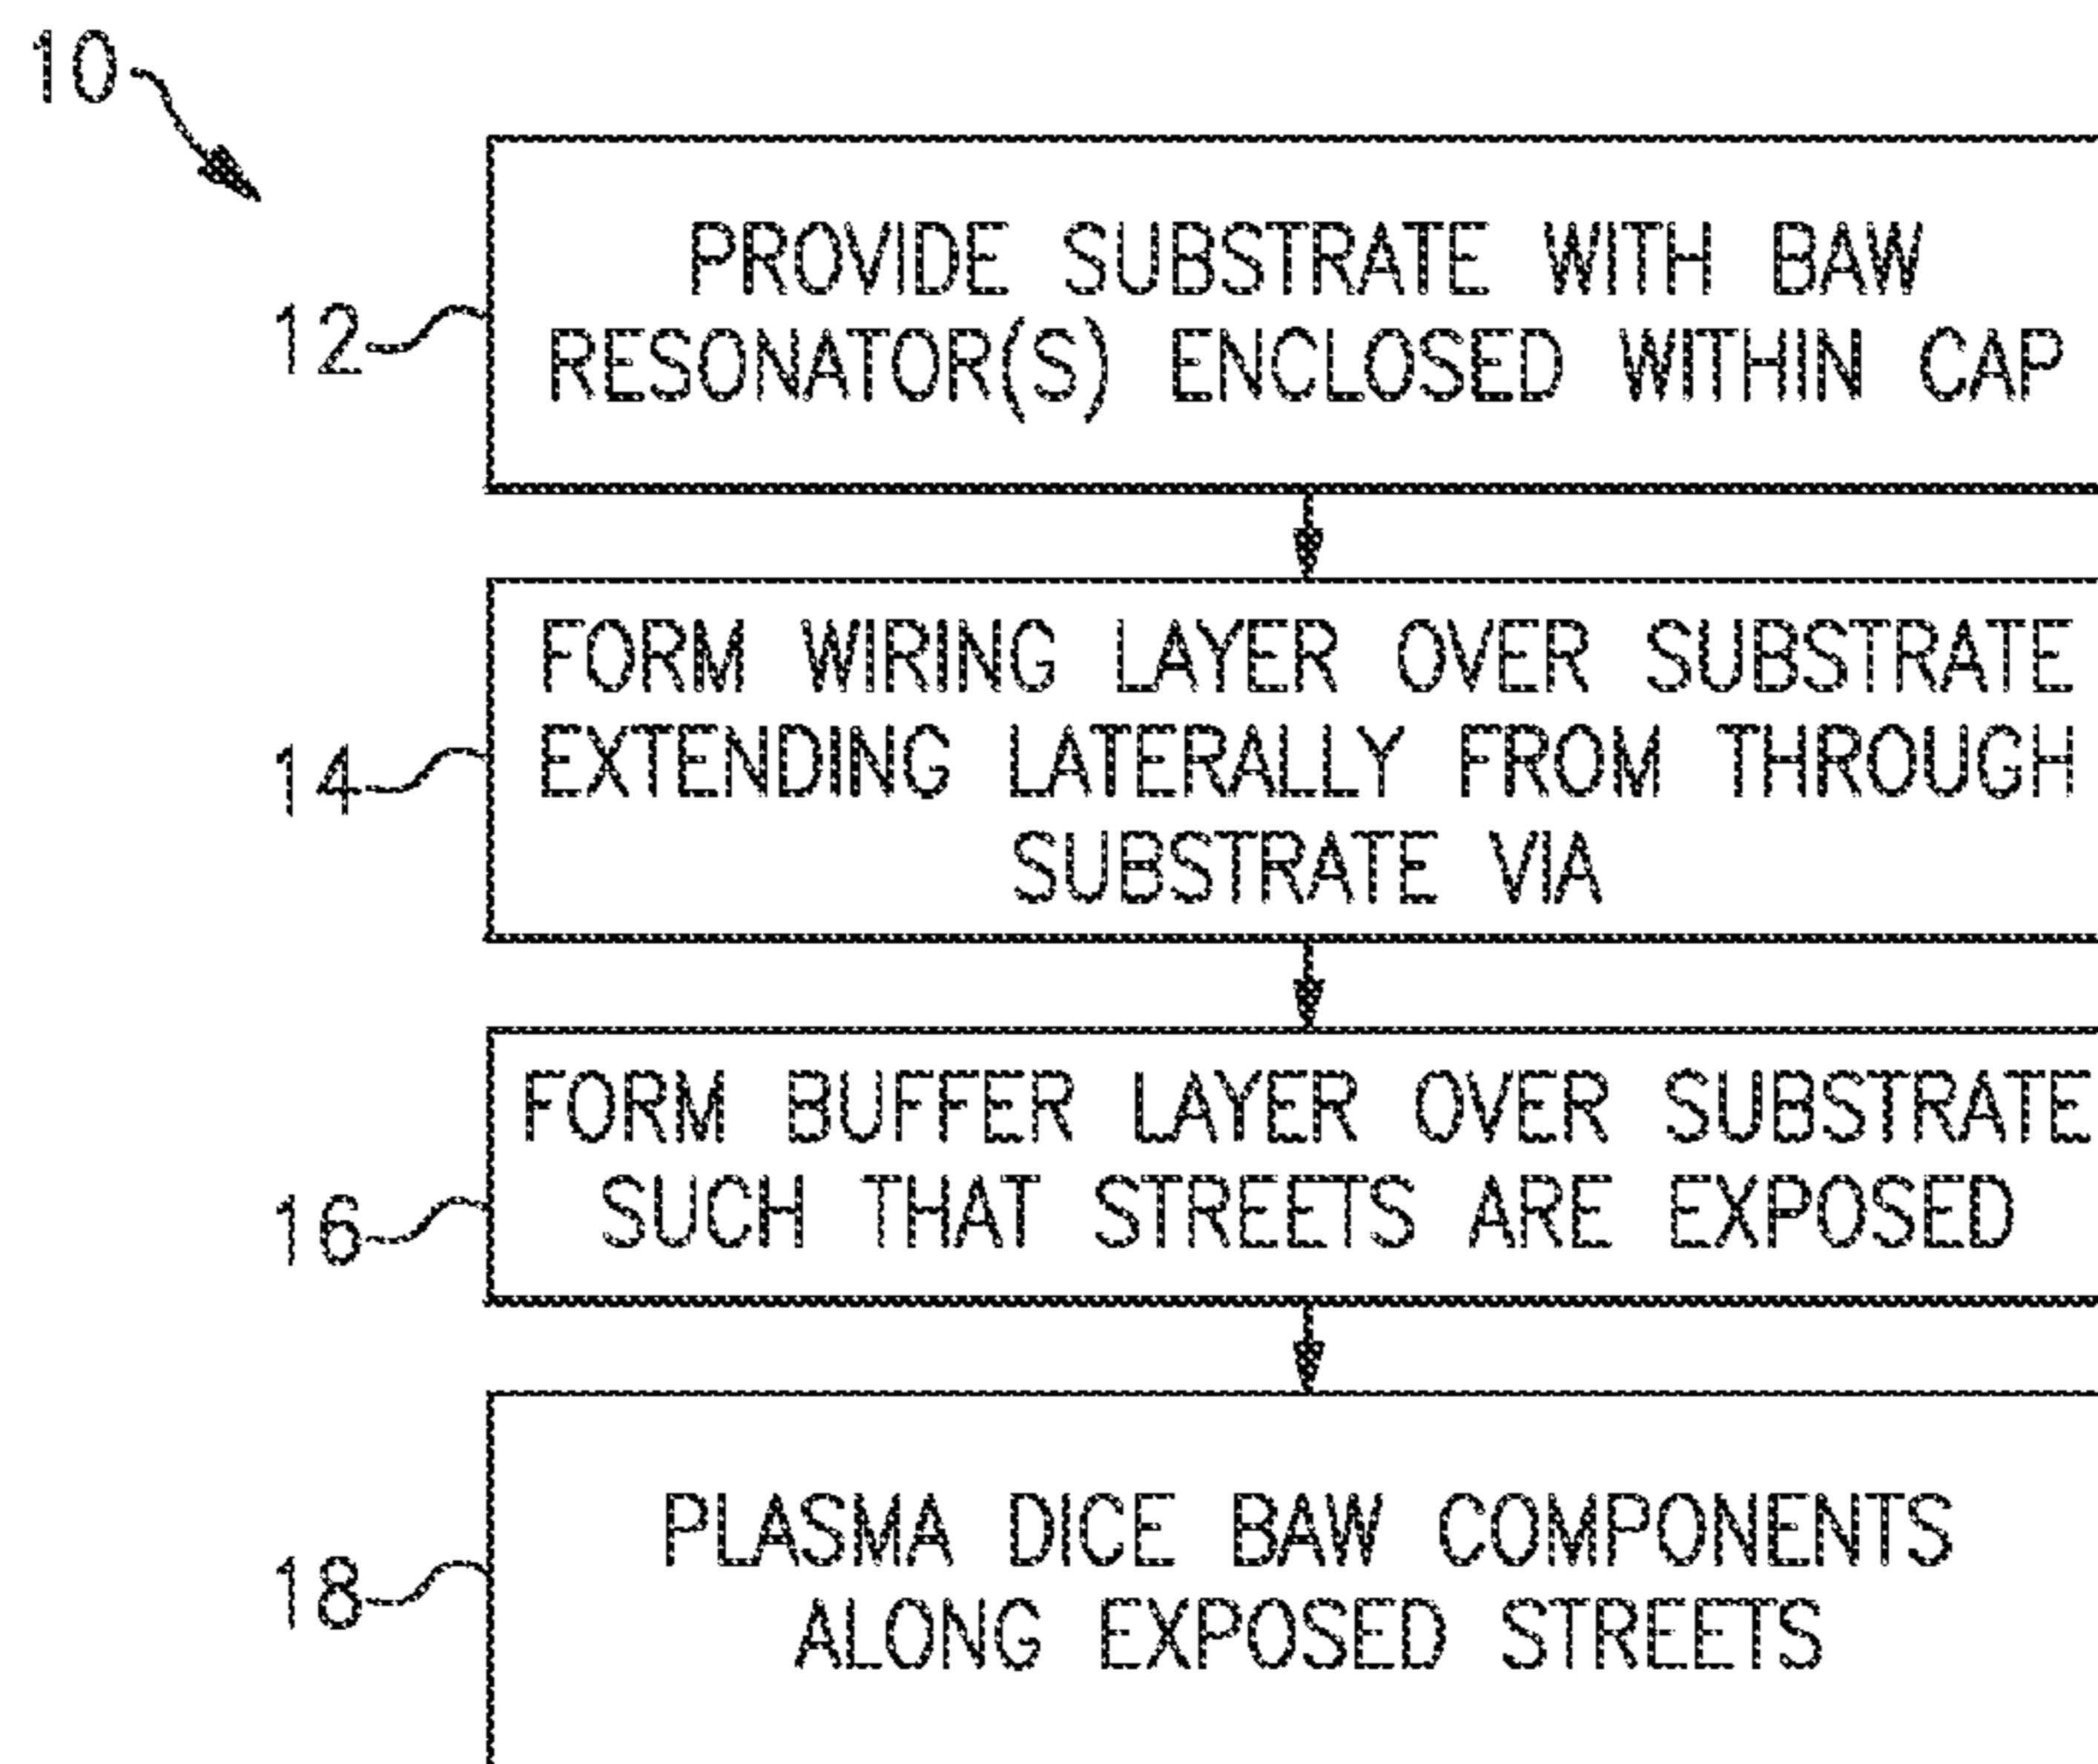 10
12
PROVIDE SUBSTRATE WITH BAW
RESONATOR(S) ENCLOSED WITHIN CAP
14
FORM WIRING LAYER OVER SUBSTRATE
EXTENDING LATERALLY FROM THROUGH
SUBSTRATE VIA
16
FORM BUFFER LAYER OVER SUBSTRATE
SUCH THAT STREETS ARE EXPOSED
18
PLASMA DICE BAW COMPONENTS
ALONG EXPOSED STREETS